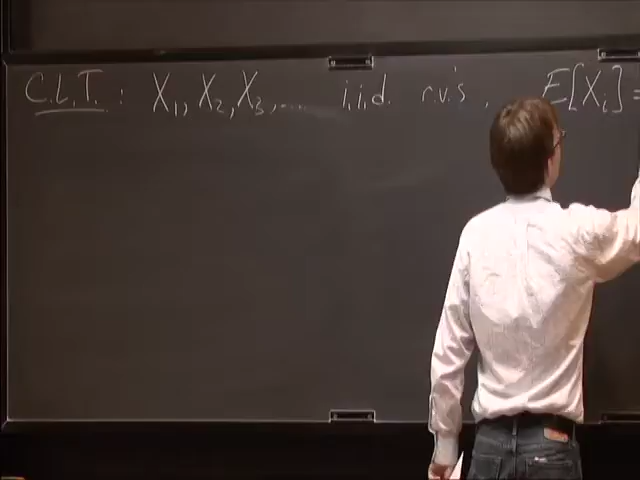 C.L.T. : X₁, X₂, X₃, ... i.i.d. r.v.'s , E[Xᵢ] =